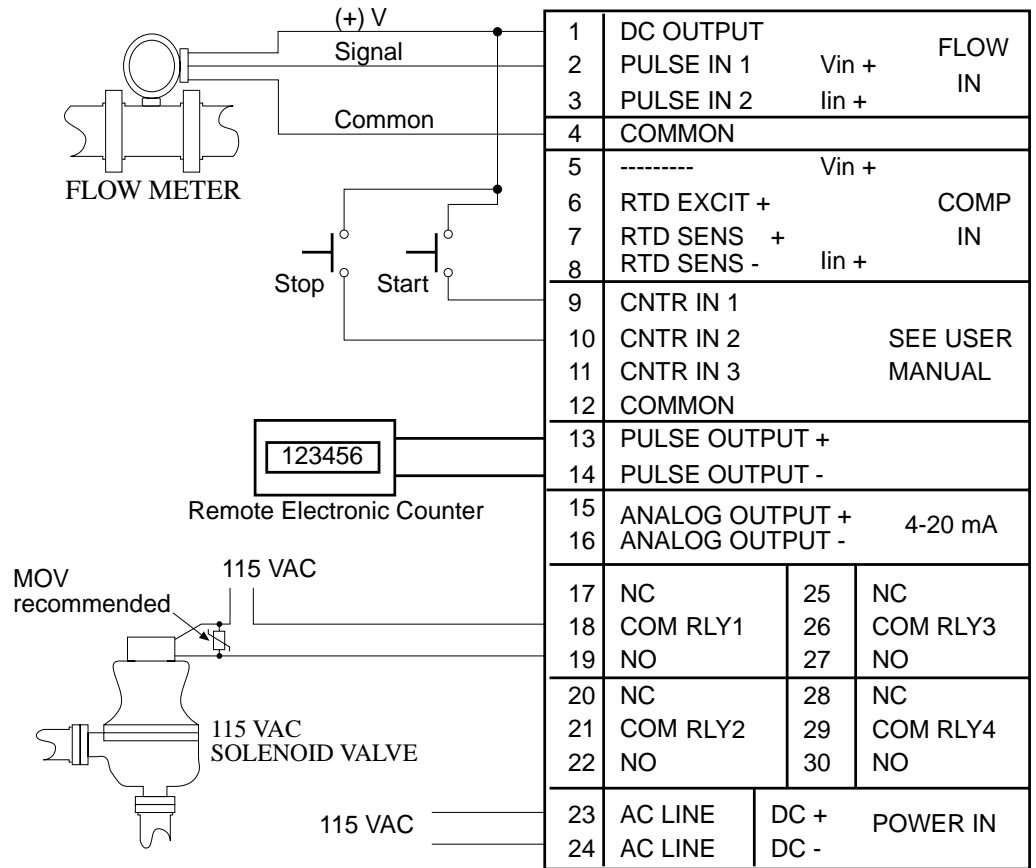 (+) V
Signal
Common
FLOW METER
Stop
Start
123456
Remote Electronic Counter
115 VAC
MOV
recommended
115 VAC
SOLENOID VALVE
115 VAC
1 DC OUTPUT
2 PULSE IN 1 Vin +
3 PULSE IN 2 Iin +
FLOW
IN
4 COMMON
5 --------- Vin +
6 RTD EXCIT + COMP
7 RTD SENS + IN
8 RTD SENS - Iin +
9 CNTR IN 1
10 CNTR IN 2 SEE USER
11 CNTR IN 3 MANUAL
12 COMMON
13 PULSE OUTPUT +
14 PULSE OUTPUT -
15 ANALOG OUTPUT +
16 ANALOG OUTPUT -
4-20 mA
17 NC 25 NC
18 COM RLY1 26 COM RLY3
19 NO 27 NO
20 NC 28 NC
21 COM RLY2 29 COM RLY4
22 NO 30 NO
23 AC LINE DC +
24 AC LINE DC -
POWER IN